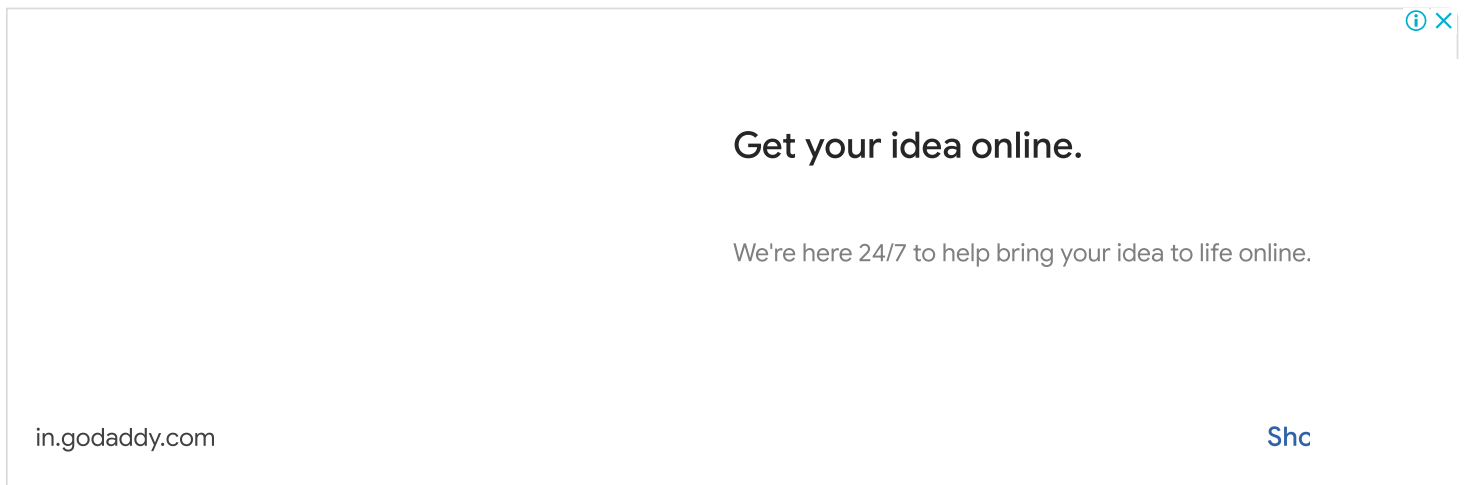 Get your idea online.
We're here 24/7 to help bring your idea to life online.
in.godaddy.com